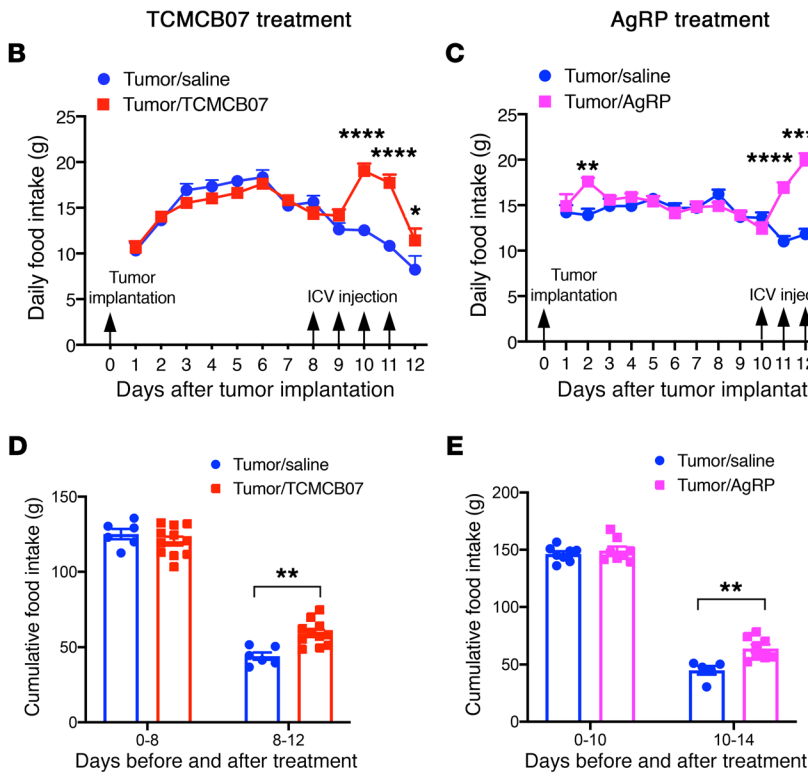 TCMCB07 treatment
AgRP treatment
B
Tumor/saline
Tumor/TCMCB07
Daily food intake (g)
25
20
15
10
5
0
****
****
*
Tumor
implantation
ICV injection
0 1 2 3 4 5 6 7 8 9 10 11 12
Days after tumor implantation
C
Tumor/saline
Tumor/AgRP
Daily food intake (g)
25
20
15
10
5
0
**
****
***
Tumor
implantation
ICV injec
0 1 2 3 4 5 6 7 8 9 10 11 12
Days after tumor implantat
D
Tumor/saline
Tumor/TCMCB07
Cumulative food intake (g)
150
100
50
0
**
0-8 8-12
Days before and after treatment
E
Tumor/saline
Tumor/AgRP
Cumulative food intake (g)
200
150
100
50
0
**
0-10 10-14
Days before and after treatment